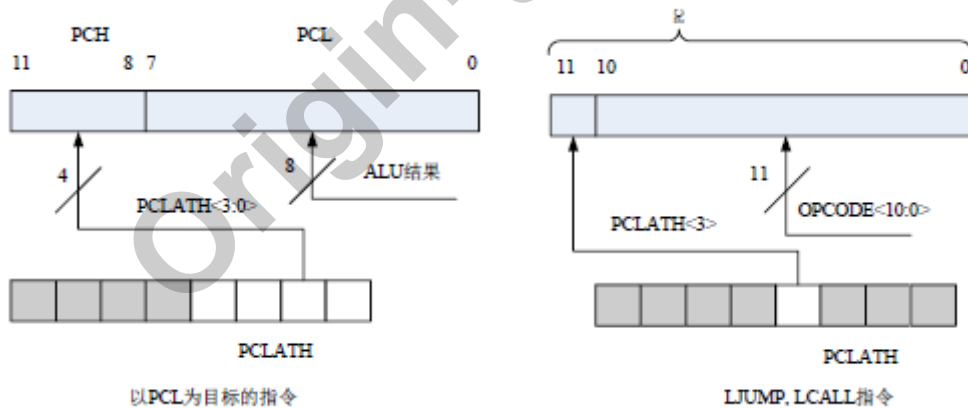 PCH PCL
11 8 7 0
4
8
ALU结果
PCLATH<3:0>
PCLATH
以PCL为目标的指令
11 10 0
11
OPCODE<10:0>
PCLATH<3>
PCLATH
LJUMP, LCALL指令
Origin-